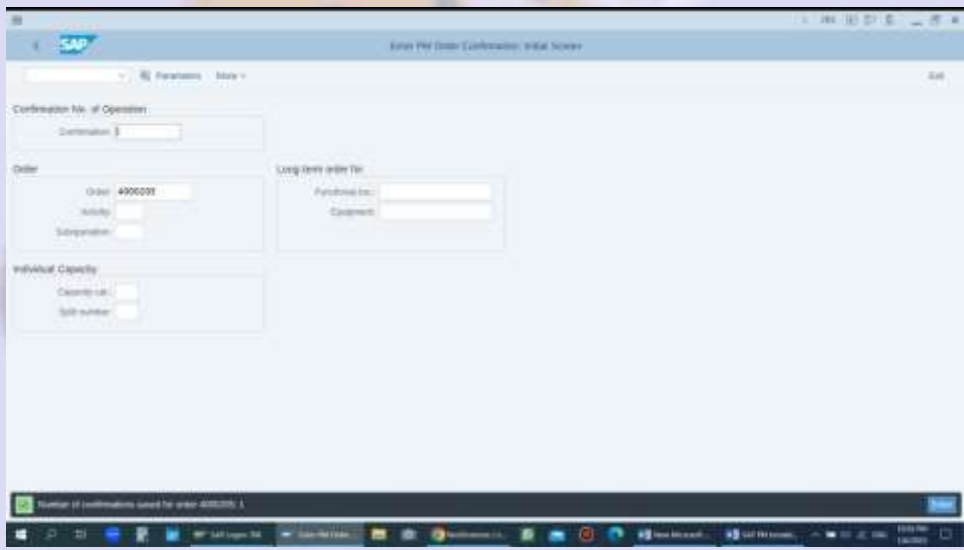 SAP
Enter PM Order Confirmation: Initial Screen
Parameters More
Exit
Confirmation No. of Operation
Confirmation
Order
Order: 4000205
Activity
Suboperation
Long-term order for
Functional loc.:
Equipment
Individual Capacity
Capacity cat.:
Split number
Number of confirmations saved for order 4000205: 1
SAP Logon